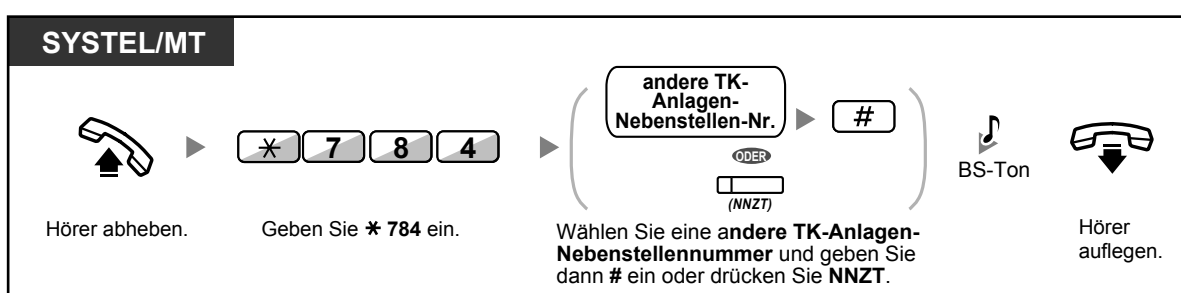 SYSTEL/MT
andere TK-
Anlagen-
Nebenstellen-Nr.
#
* 7 8 4
ODER
(NNZT)
BS-Ton
Hörer abheben.
Geben Sie * 784 ein.
Wählen Sie eine andere TK-Anlagen-
Nebenstellennummer und geben Sie
dann # ein oder drücken Sie NNZT.
Hörer
auflegen.